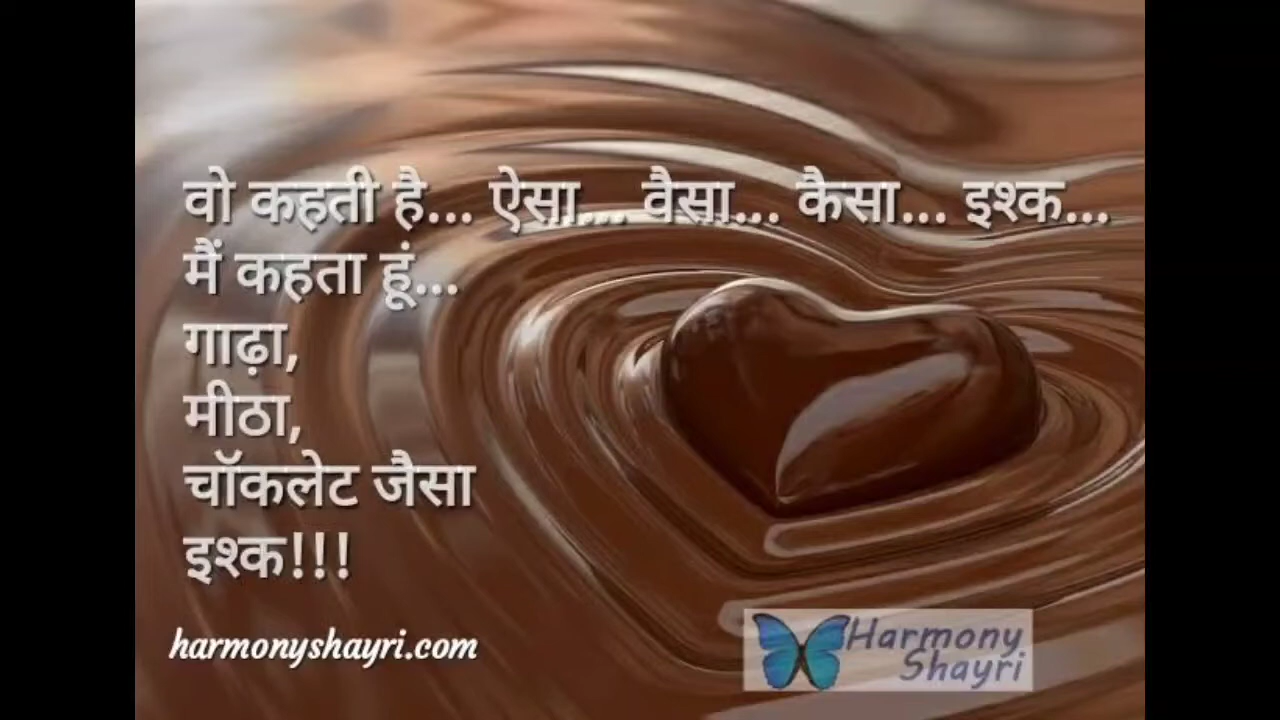 वो कहती है... ऐसा... वैसा... कैसा... इश्क...
मैं कहता हूं...
गाढ़ा,
मीठा,
चॉकलेट जैसा
इश्क!!!
harmonyshayri.com
Harmony
Shayri